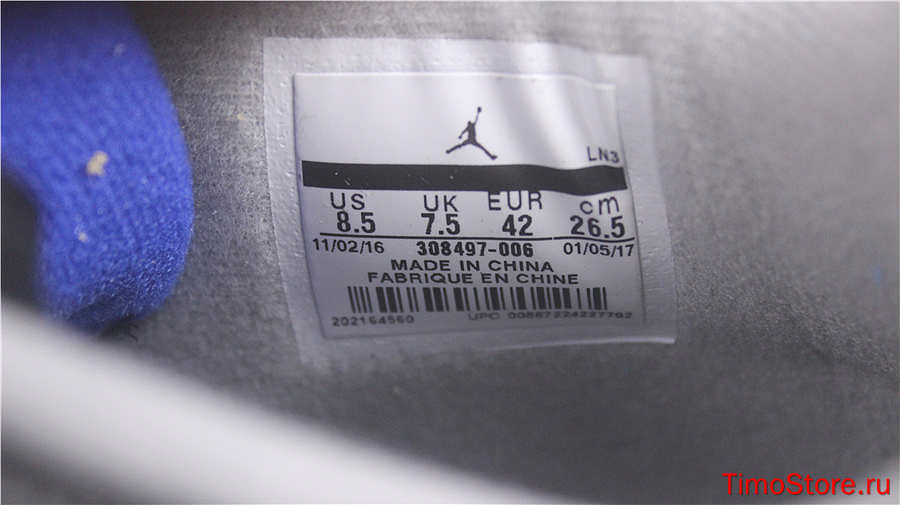 LN3
US UK EUR cm
8.5 7.5 42 26.5
11/02/16 308497-006 01/05/17
MADE IN CHINA
FABRIQUE EN CHINE
202164560 UPC
TimoStore.ru